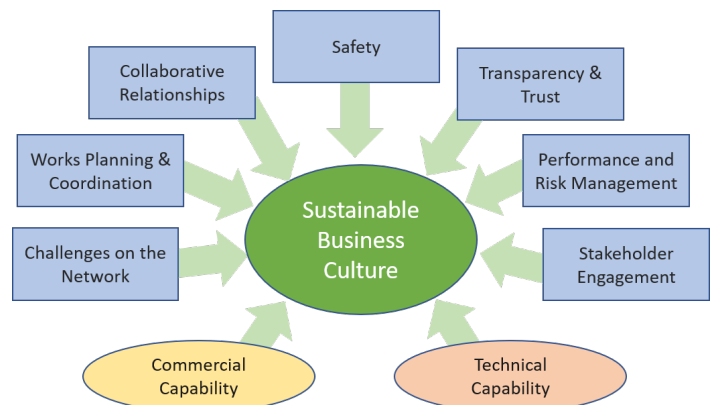 Safety
Collaborative
Relationships
Transparency &
Trust
Works Planning &
Coordination
Performance and
Risk Management
Sustainable
Business
Culture
Challenges on the
Network
Stakeholder
Engagement
Commercial
Capability
Technical
Capability